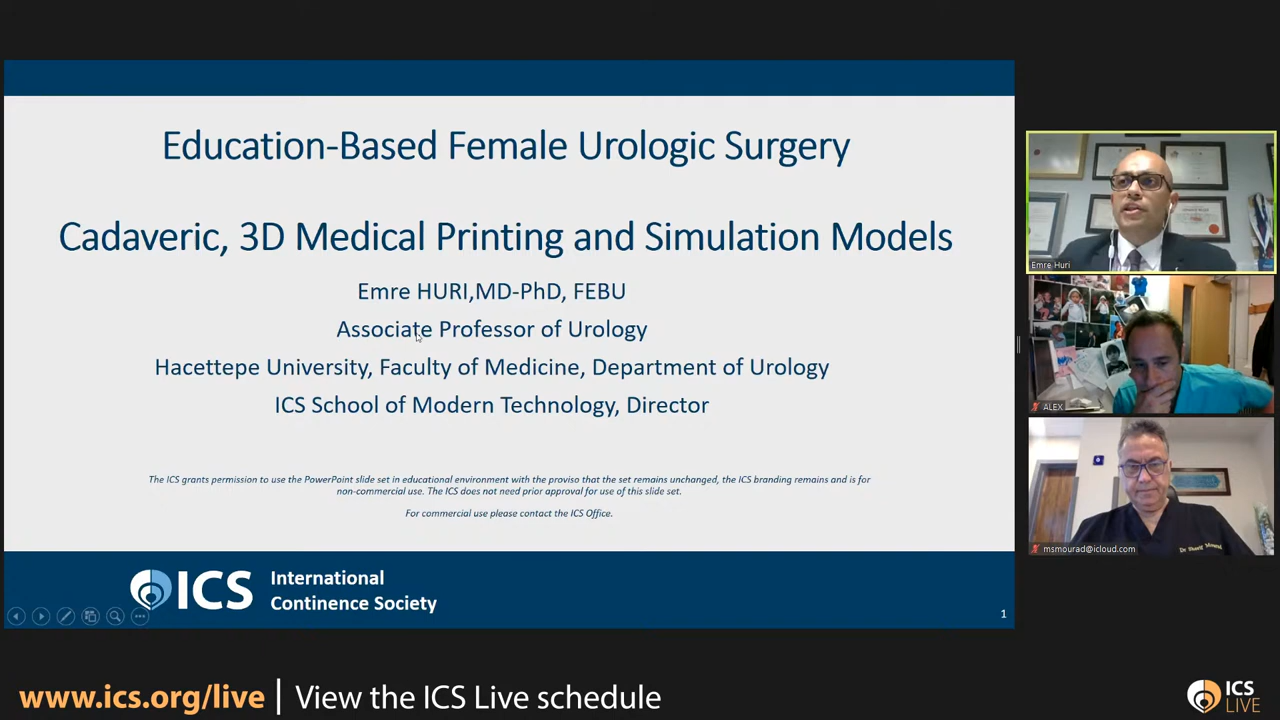 Education-Based Female Urologic Surgery
Cadaveric, 3D Medical Printing and Simulation Models
Emre HURI,MD-PhD, FEBU
Associate Professor of Urology
Hacettepe University, Faculty of Medicine, Department of Urology
ICS School of Modern Technology, Director
The ICS grants permission to use the PowerPoint slide set in educational environment with the proviso that the set remains unchanged, the ICS branding remains and is for
non-commercial use. The ICS does not need prior approval for use of this slide set.
For commercial use please contact the ICS Office.
ICS International
Continence Society
1
Emre Huri
ALEX
msmourad@icloud.com
www.ics.org/live | View the ICS Live schedule
ICS
LIVE